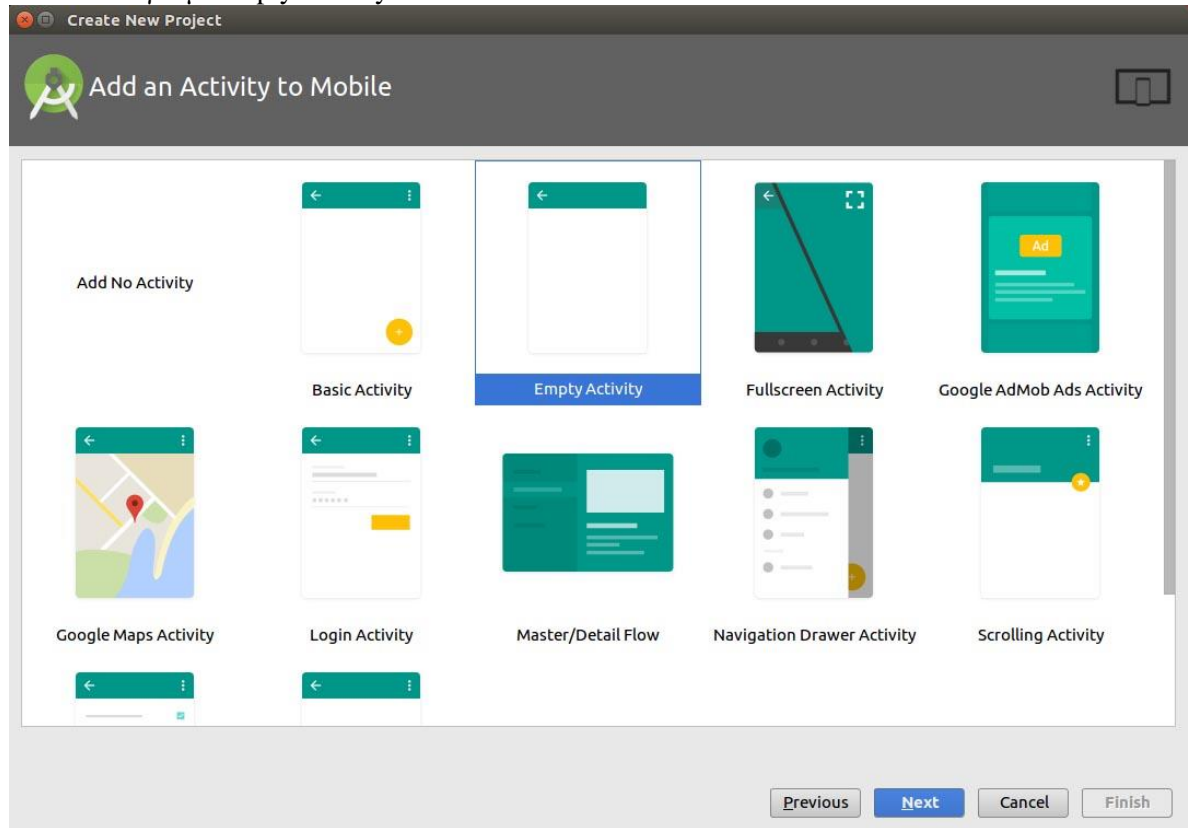 Create New Project
Add an Activity to Mobile
Ad
Add No Activity
Basic Activity
Empty Activity
Fullscreen Activity
Google AdMob Ads Activity
Google Maps Activity
Login Activity
Master/Detail Flow
Navigation Drawer Activity
Scrolling Activity
Previous
Next
Cancel
Finish